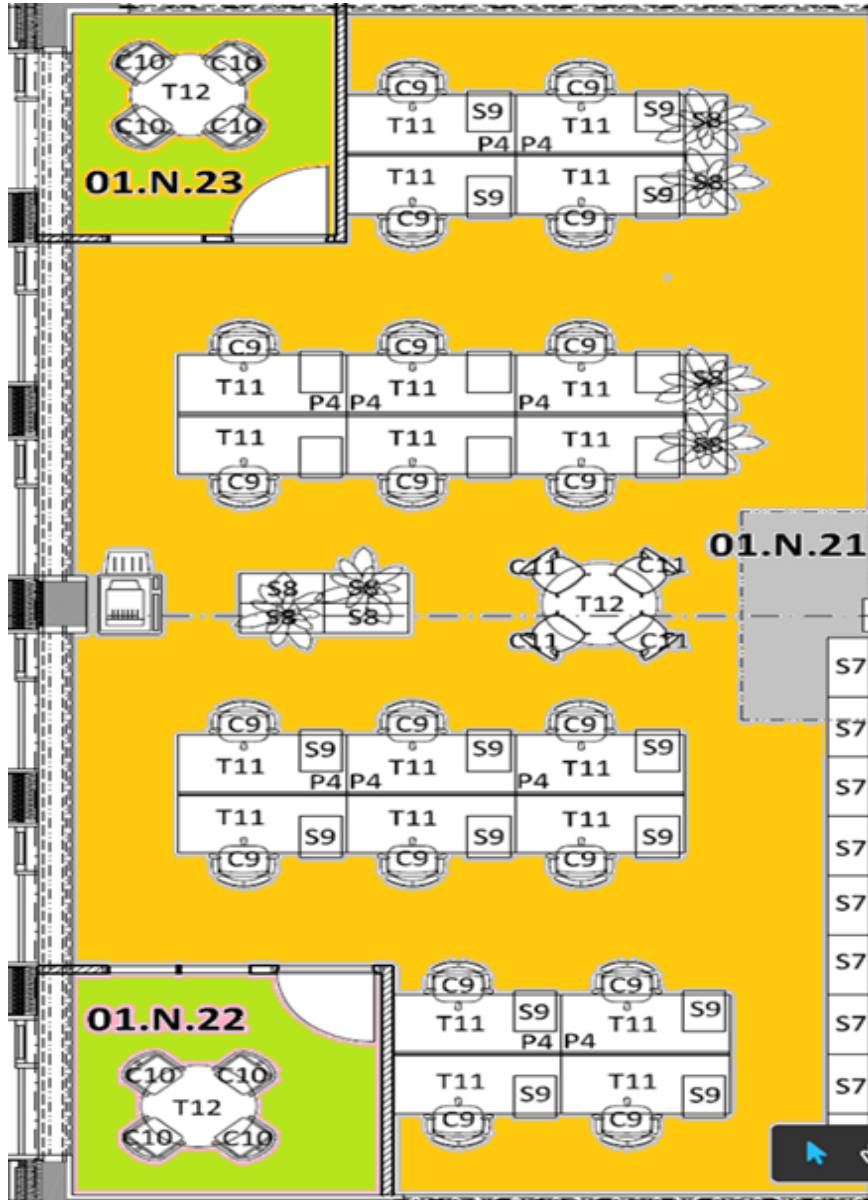 C10 C10
T12
C10 C10
01.N.23
C9 C9
T11 S9 T11 S9 S8
P4 P4
T11 S9 T11 S9 S8
C9 C9
C9 C9 C9
T11 T11 T11 S8
P4 P4 P4
T11 T11 T11 S8
C9 C9 C9
01.N.21
S8 S8 C11 C11
S8 S8 T12
C11 C11
S7
C9 C9 C9 S7
T11 S9 T11 S9 T11 S9
P4 P4 P4 S7
T11 S9 T11 S9 T11 S9
C9 C9 C9 S7
S7
S7
C9 C9
01.N.22
T11 S9 T11 S9 S7
P4 P4
C10 C10
T12
T11 S9 T11 S9 S7
C10 C10
C9 C9